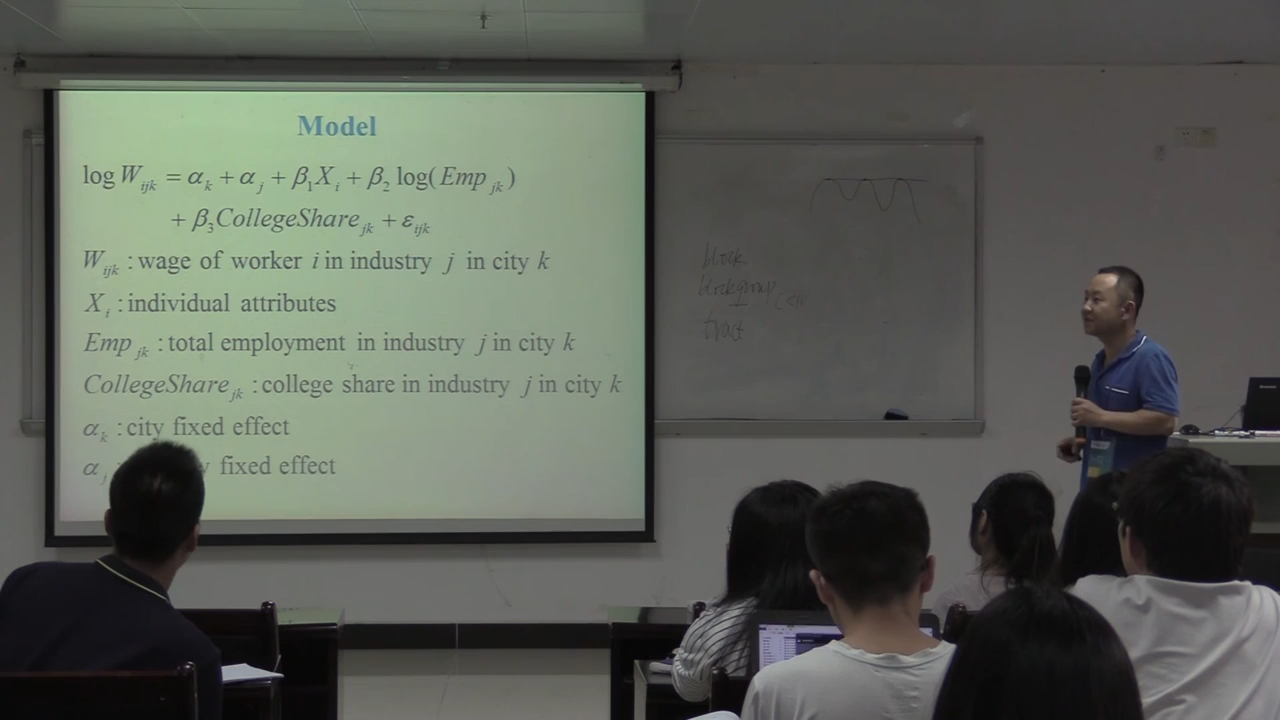 Model
log W_ijk = α_k + α_j + β_1 X_i + β_2 log(Emp_jk)
+ β_3 CollegeShare_jk + ε_ijk
W_ijk : wage of worker i in industry j in city k
X_i : individual attributes
Emp_jk : total employment in industry j in city k
CollegeShare_jk : college share in industry j in city k
α_k : city fixed effect
α_j fixed effect
block
blockgroup
tract